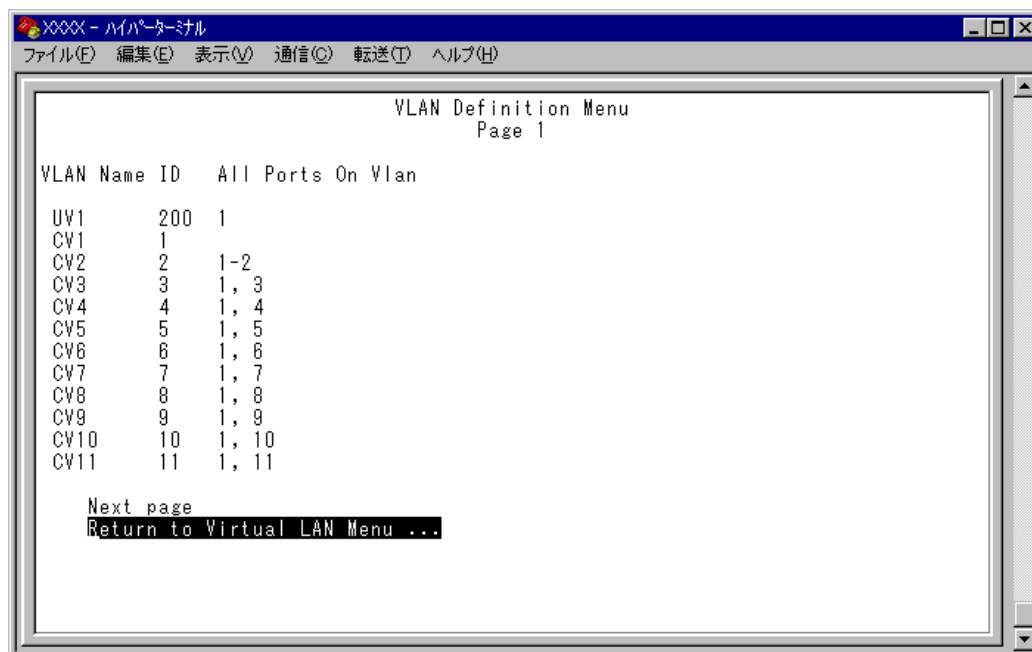 XXXX - ハイパーターミナル
ファイル(F) 編集(E) 表示(V) 通信(C) 転送(T) ヘルプ(H)
VLAN Definition Menu
Page 1
VLAN Name ID All Ports On Vlan
UV1 200 1
CV1 1
CV2 2 1-2
CV3 3 1, 3
CV4 4 1, 4
CV5 5 1, 5
CV6 6 1, 6
CV7 7 1, 7
CV8 8 1, 8
CV9 9 1, 9
CV10 10 1, 10
CV11 11 1, 11
Next page
Return to Virtual LAN Menu ...